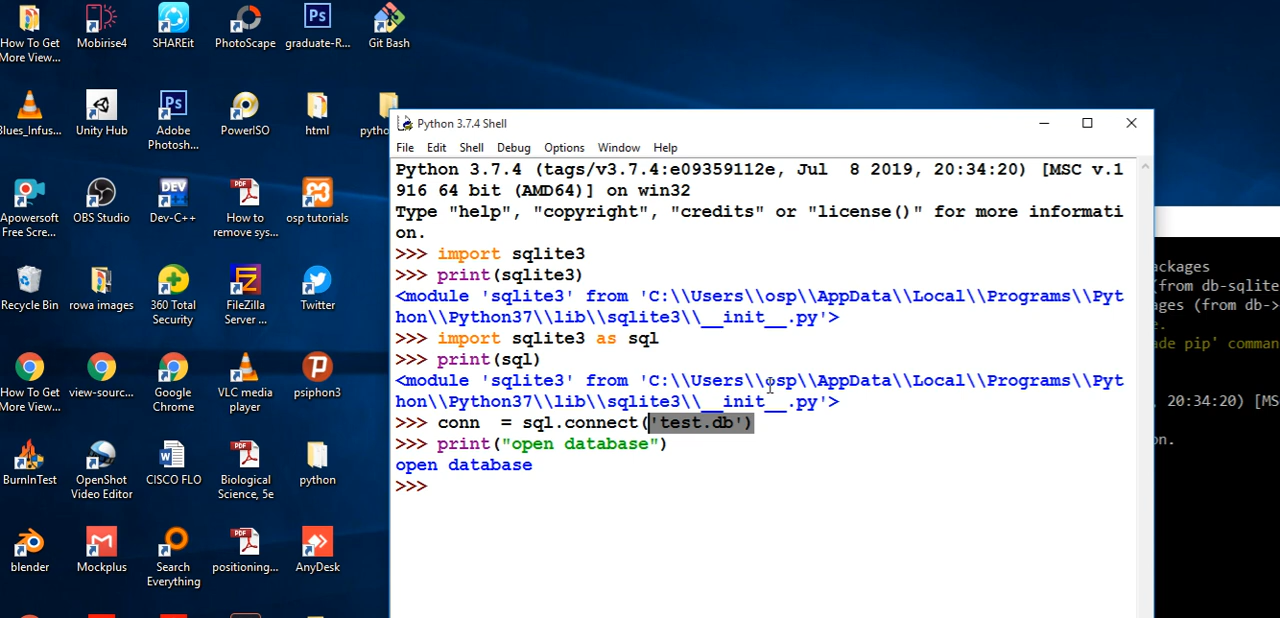 How To Get
More View...
Mobirise4
SHAREit
PhotoScape
Ps
graduate-R...
Git Bash
Blues_Infus...
Unity Hub
Ps
Adobe
Photosh...
PowerISO
html
pytho
Apowersoft
Free Scre...
OBS Studio
DEV
Dev-C++
PDF
How to
remove sys...
osp tutorials
Recycle Bin
rowa images
360 Total
Security
FileZilla
Server ...
Twitter
How To Get
More View...
view-sourc...
Google
Chrome
VLC media
player
psiphon3
BurnInTest
OpenShot
Video Editor
CISCO FLO
PDF
Biological
Science, 5e
python
blender
Mockplus
Search
Everything
PDF
positioning...
AnyDesk
Python 3.7.4 Shell
File Edit Shell Debug Options Window Help
Python 3.7.4 (tags/v3.7.4:e09359112e, Jul  8 2019, 20:34:20) [MSC v.1
916 64 bit (AMD64)] on win32
Type "help", "copyright", "credits" or "license()" for more informati
on.
>>> import sqlite3
>>> print(sqlite3)
<module 'sqlite3' from 'C:\\Users\\osp\\AppData\\Local\\Programs\\Pyt
hon\\Python37\\lib\\sqlite3\\__init__.py'>
>>> import sqlite3 as sql
>>> print(sql)
<module 'sqlite3' from 'C:\\Users\\osp\\AppData\\Local\\Programs\\Pyt
hon\\Python37\\lib\\sqlite3\\__init__.py'>
>>> conn  = sql.connect('test.db')
>>> print("open database")
open database
>>>
ackages
(from db-sqlite
ges (from db->
e.
ade pip' comman
, 20:34:20) [MS
on.